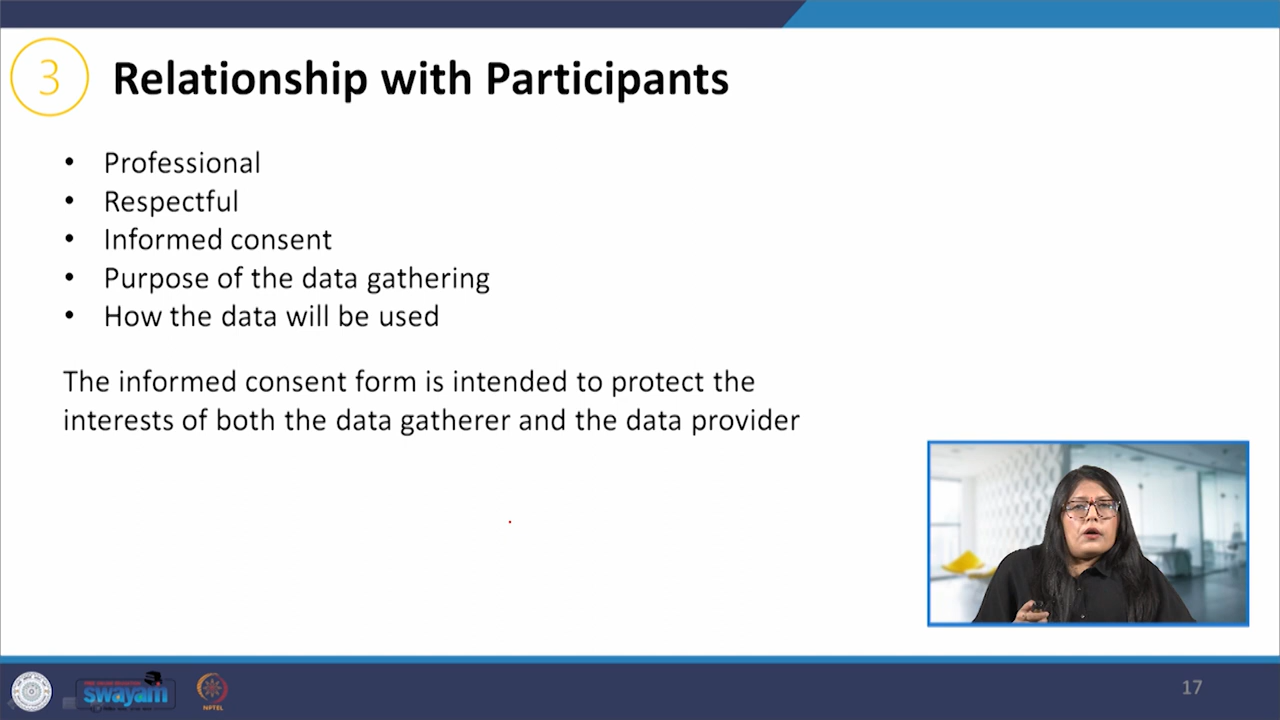 3
Relationship with Participants
• Professional
• Respectful
• Informed consent
• Purpose of the data gathering
• How the data will be used
The informed consent form is intended to protect the
interests of both the data gatherer and the data provider
swayam
NPTEL
17